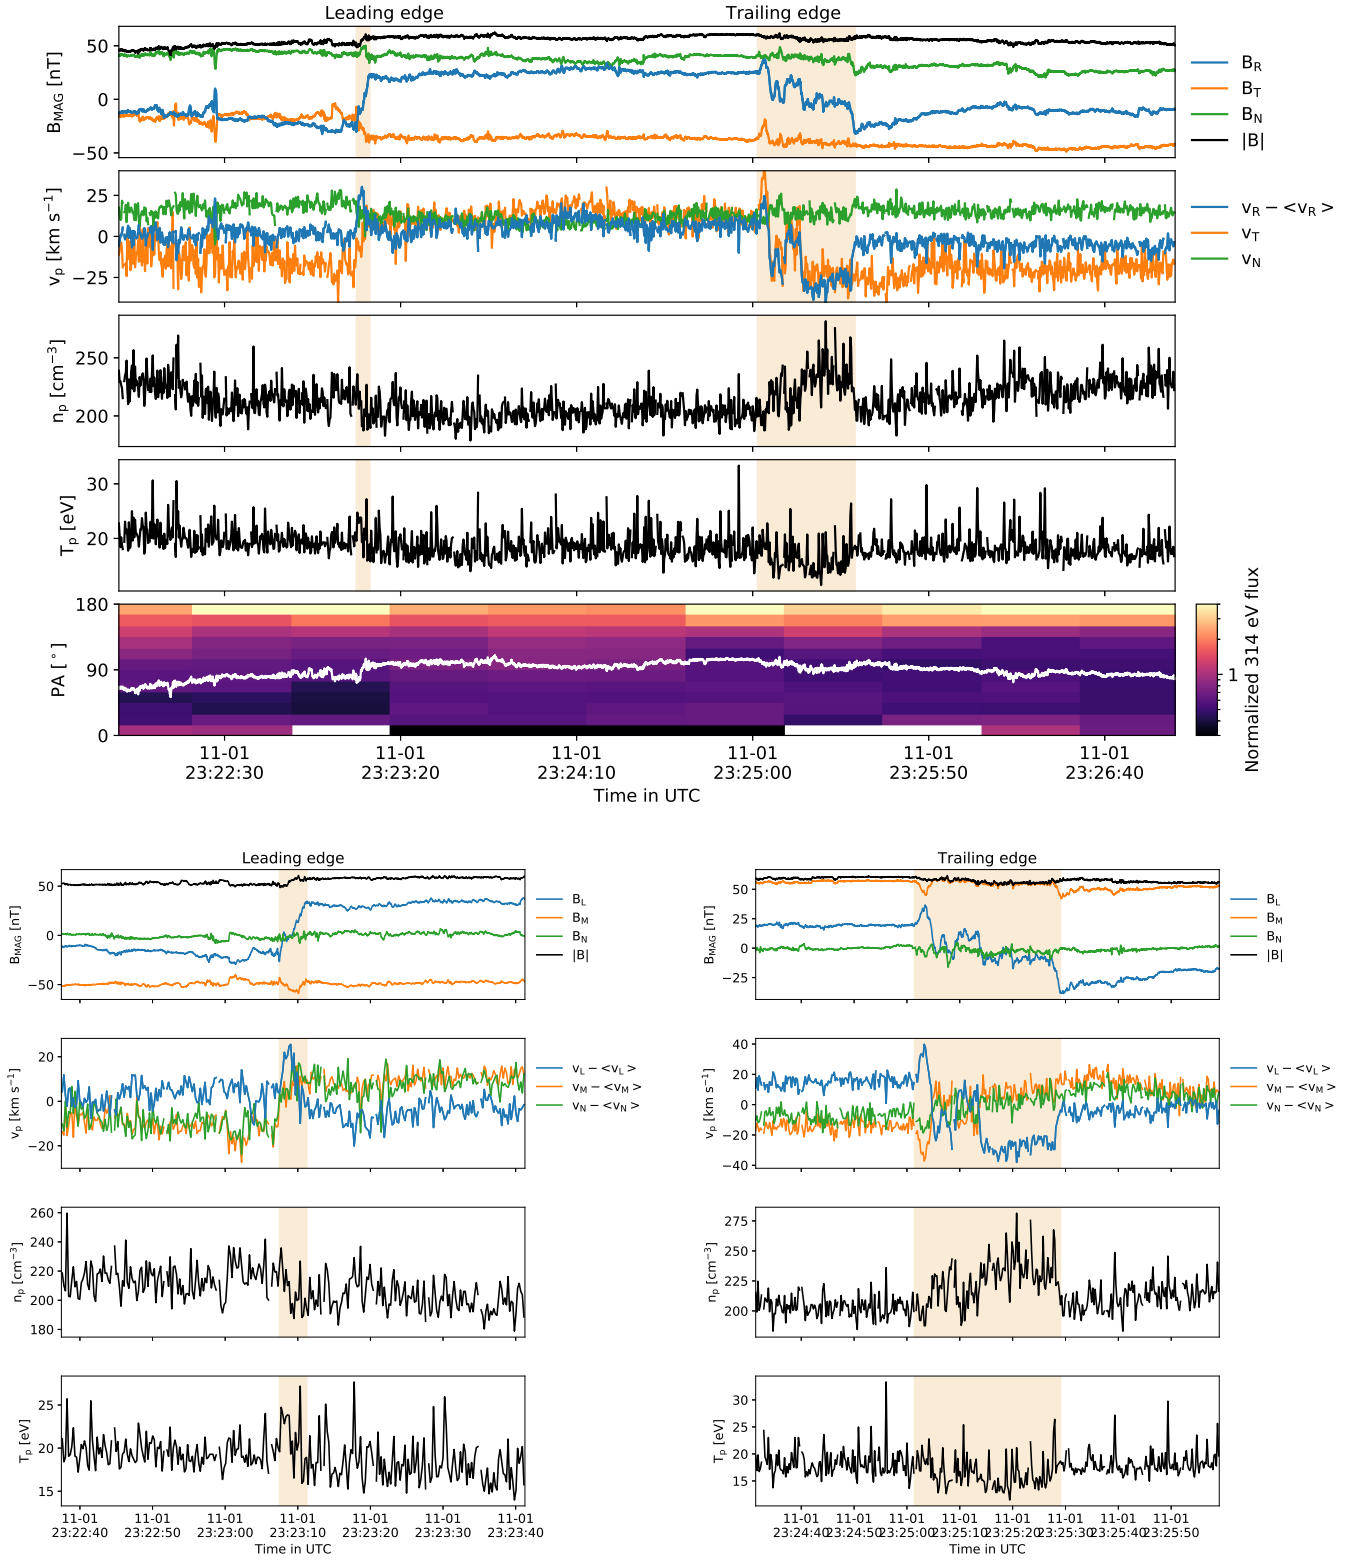 Leading edge
Trailing edge
50
0
−50
B_MAG [nT]
B_R
B_T
B_N
|B|
25
0
−25
v_p [km s⁻¹]
v_R − <v_R>
v_T
v_N
250
200
n_p [cm⁻³]
30
20
T_p [eV]
180
90
0
PA [°]
1
Normalized 314 eV flux
11-01 23:22:30
11-01 23:23:20
11-01 23:24:10
11-01 23:25:00
11-01 23:25:50
11-01 23:26:40
Time in UTC
Leading edge
50
0
−50
B_MAG [nT]
B_L
B_M
B_N
|B|
20
0
−20
v_p [km s⁻¹]
v_L − <v_L>
v_M − <v_M>
v_N − <v_N>
260
240
220
200
180
n_p [cm⁻³]
25
20
15
T_p [eV]
11-01 23:22:40
11-01 23:22:50
11-01 23:23:00
11-01 23:23:10
11-01 23:23:20
11-01 23:23:30
11-01 23:23:40
Time in UTC
Trailing edge
50
25
0
−25
B_MAG [nT]
B_L
B_M
B_N
|B|
40
20
0
−20
−40
v_p [km s⁻¹]
v_L − <v_L>
v_M − <v_M>
v_N − <v_N>
275
250
225
200
n_p [cm⁻³]
30
25
20
15
T_p [eV]
11-01 23:24:40
11-01 23:24:50
11-01 23:25:00
11-01 23:25:10
11-01 23:25:20
11-01 23:25:30
11-01 23:25:40
11-01 23:25:50
Time in UTC